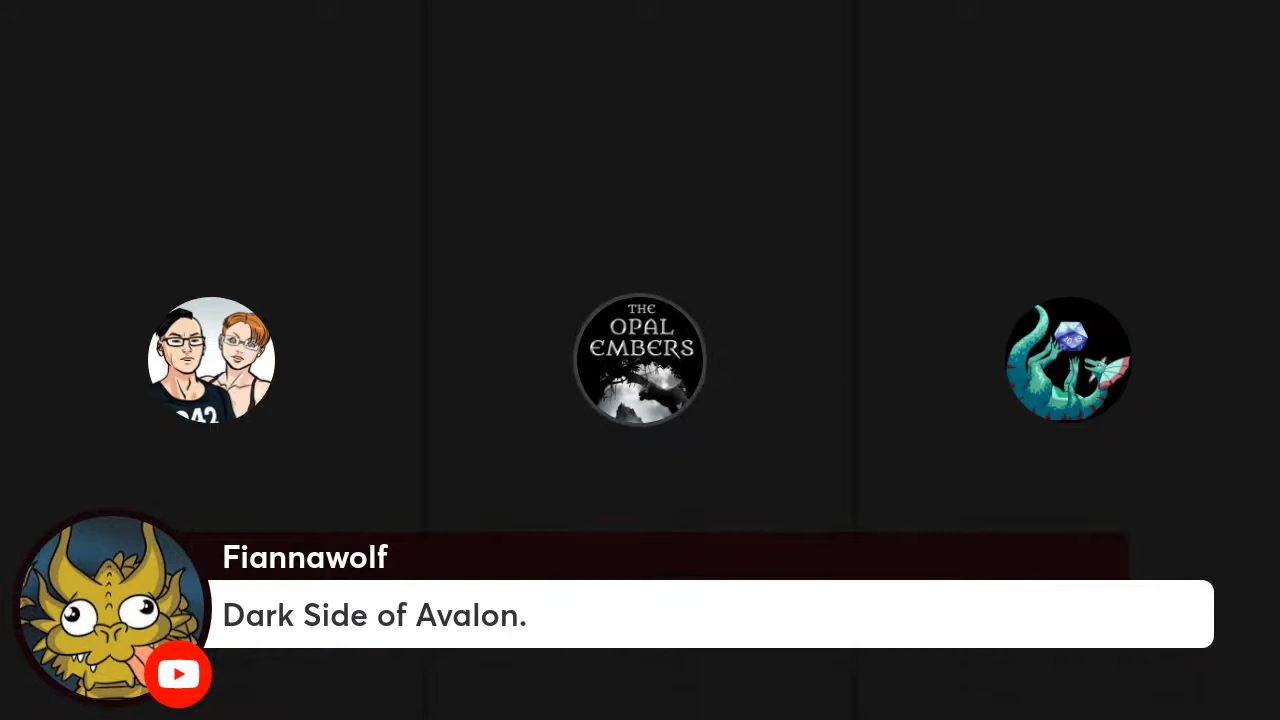 THE
OPAL
EMBERS
Fiannawolf
Dark Side of Avalon.